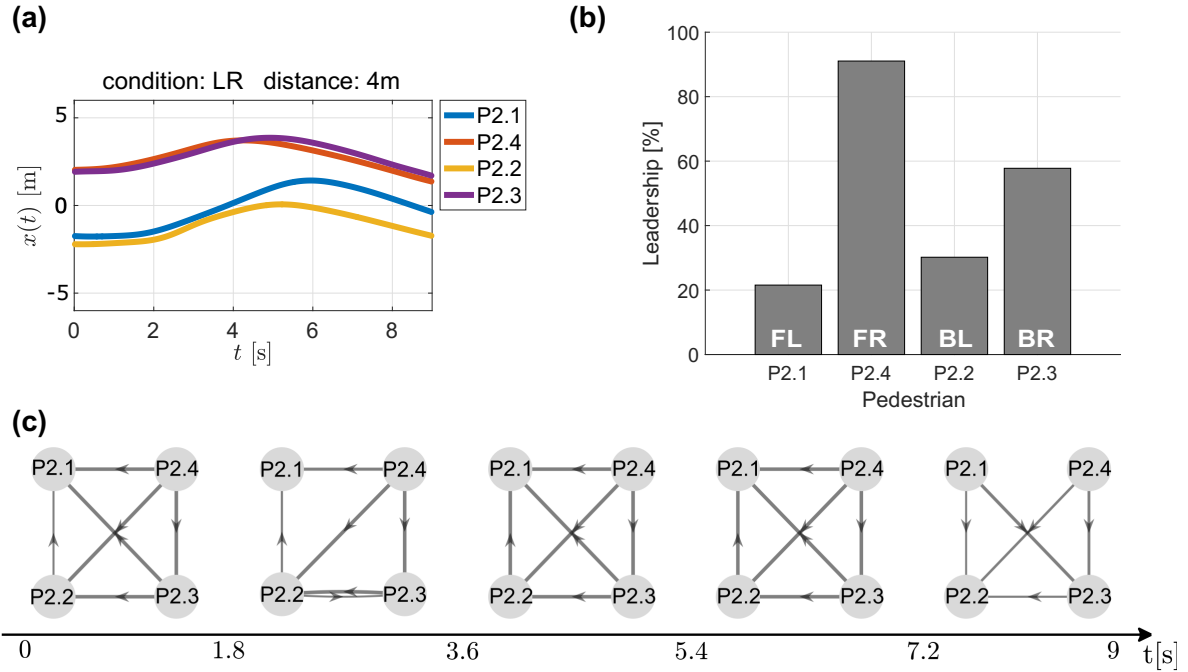 (a)
condition: LR distance: 4m
5
0
-5
x(t) [m]
0 2 4 6 8
t [s]
P2.1
P2.4
P2.2
P2.3
(b)
100
80
60
40
20
0
Leadership [%]
FL FR BL BR
P2.1 P2.4 P2.2 P2.3
Pedestrian
(c)
P2.1 P2.4 P2.1 P2.4 P2.1 P2.4 P2.1 P2.4 P2.1 P2.4
P2.2 P2.3 P2.2 P2.3 P2.2 P2.3 P2.2 P2.3 P2.2 P2.3
0 1.8 3.6 5.4 7.2 9 t[s]